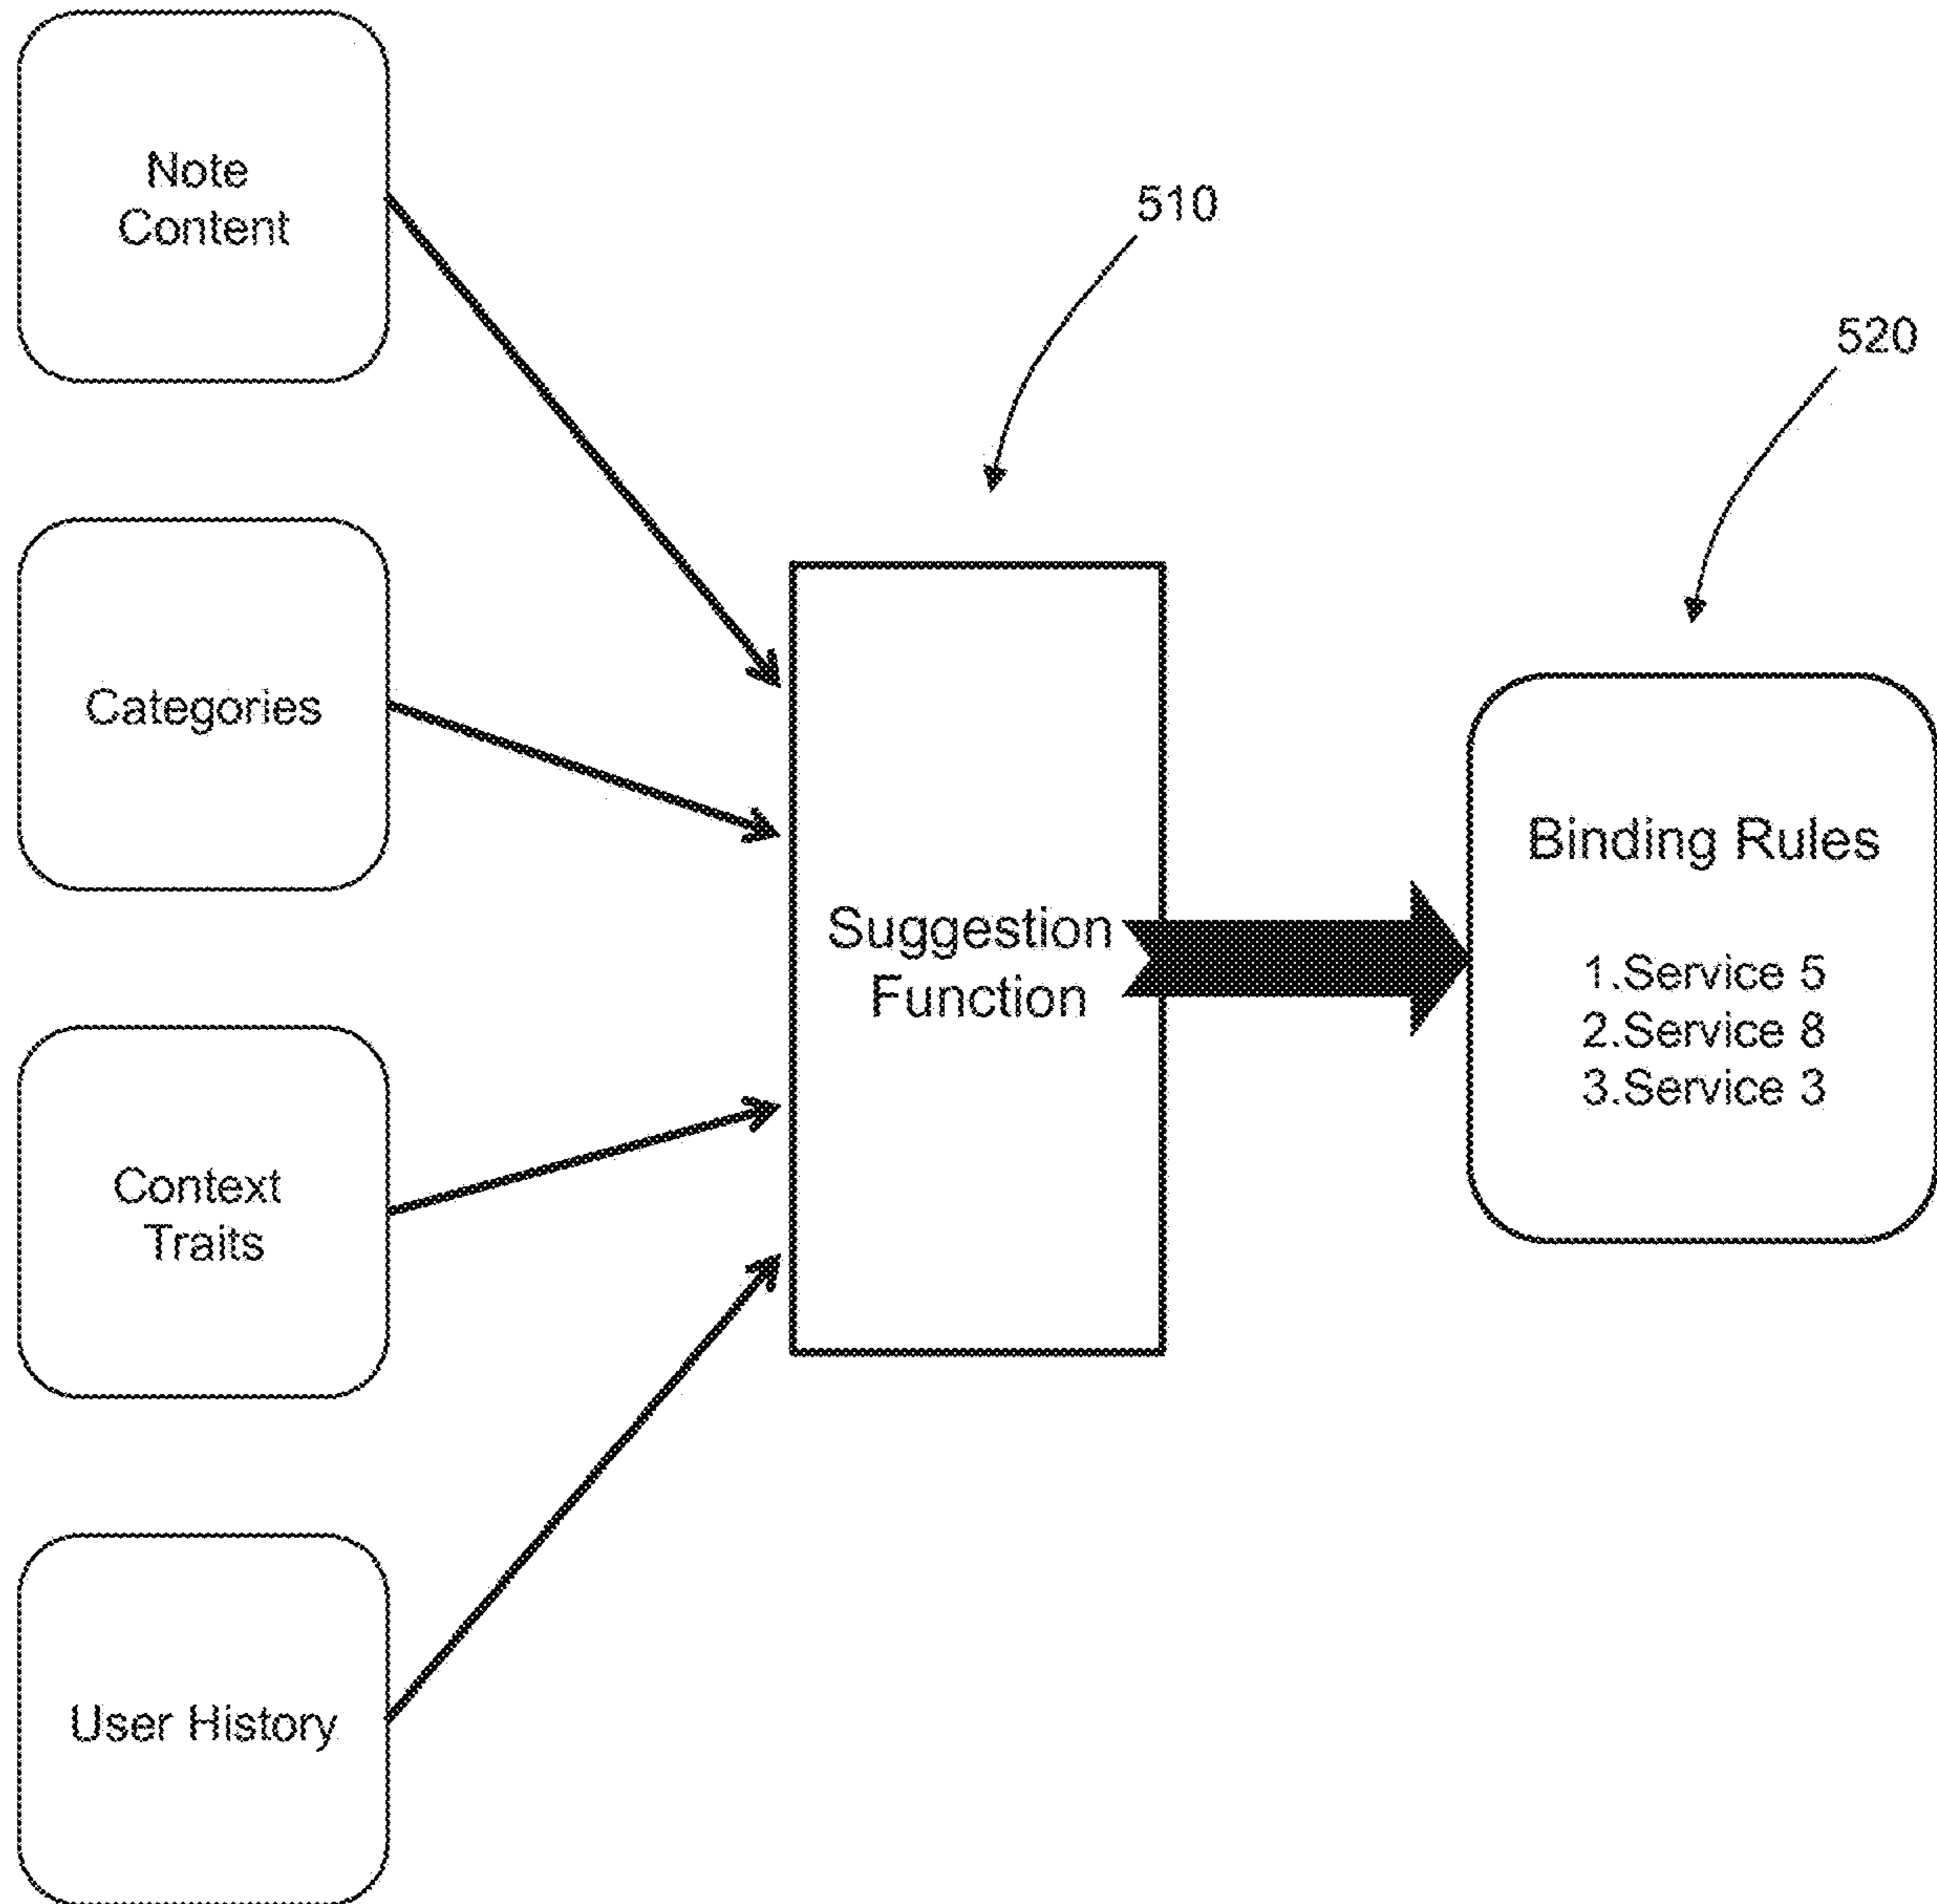 Note
Content
510
520
Categories
Binding Rules
Suggestion
Function
1.Service 5
2.Service 8
3.Service 3
Context
Traits
User History